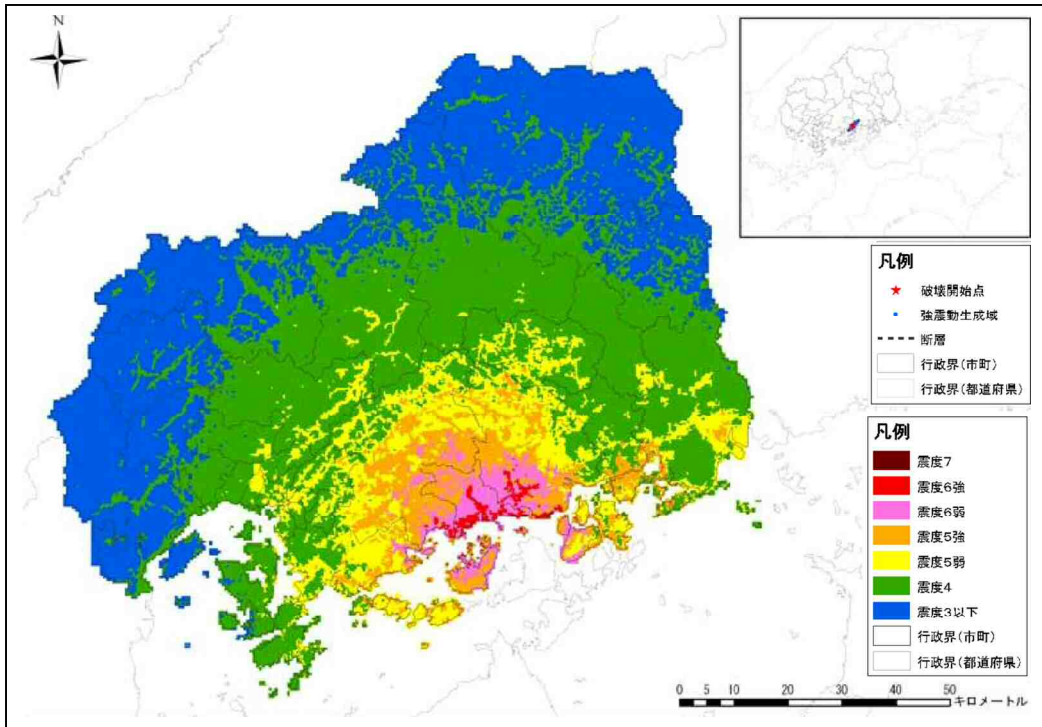 N
凡例
破壊開始点
強震動生成域
断層
行政界(市町)
行政界(都道府県)
凡例
震度7
震度6強
震度6弱
震度5強
震度5弱
震度4
震度3以下
行政界(市町)
行政界(都道府県)
0 5 10 20 30 40 50
キロメートル